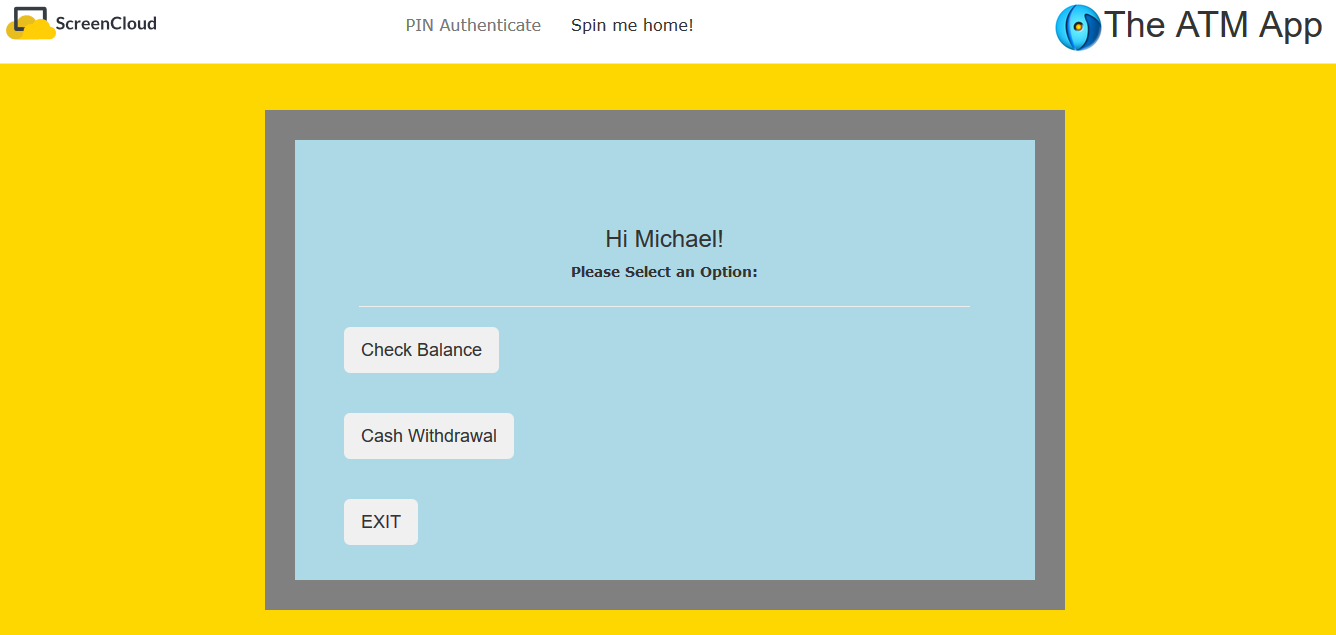 ScreenCloud
PIN Authenticate
Spin me home!
The ATM App
Hi Michael!
Please Select an Option:
Check Balance
Cash Withdrawal
EXIT